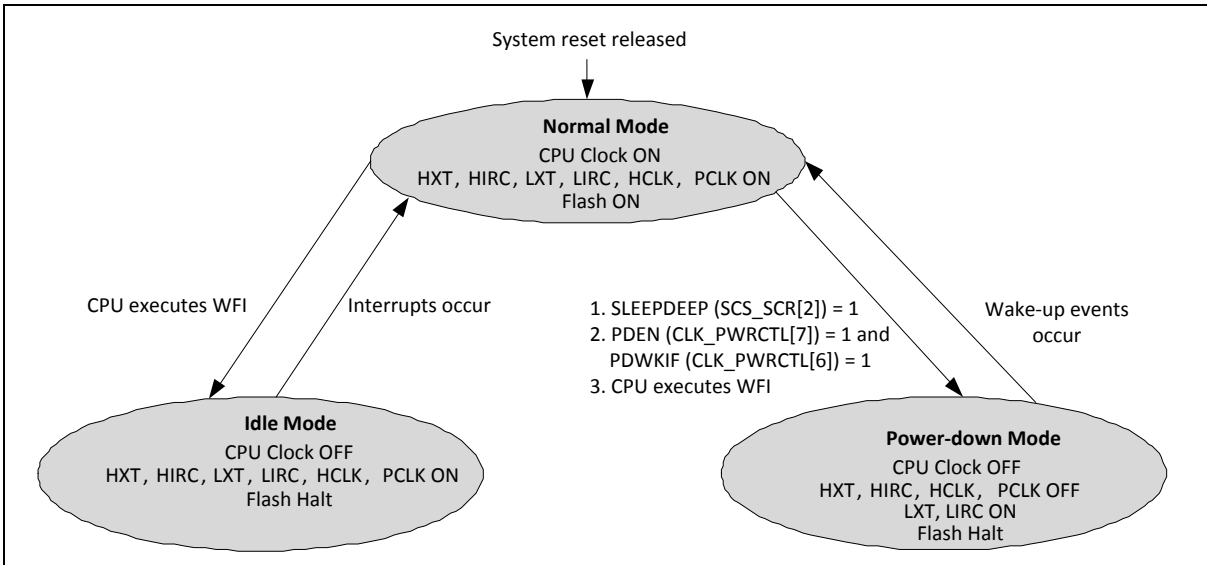 System reset released
Normal Mode
CPU Clock ON
HXT, HIRC, LXT, LIRC, HCLK, PCLK ON
Flash ON
CPU executes WFI
Interrupts occur
1. SLEEPDEEP (SCS_SCR[2]) = 1
2. PDEN (CLK_PWRCTL[7]) = 1 and
PDWKIF (CLK_PWRCTL[6]) = 1
3. CPU executes WFI
Wake-up events
occur
Idle Mode
CPU Clock OFF
HXT, HIRC, LXT, LIRC, HCLK, PCLK ON
Flash Halt
Power-down Mode
CPU Clock OFF
HXT, HIRC, HCLK, PCLK OFF
LXT, LIRC ON
Flash Halt